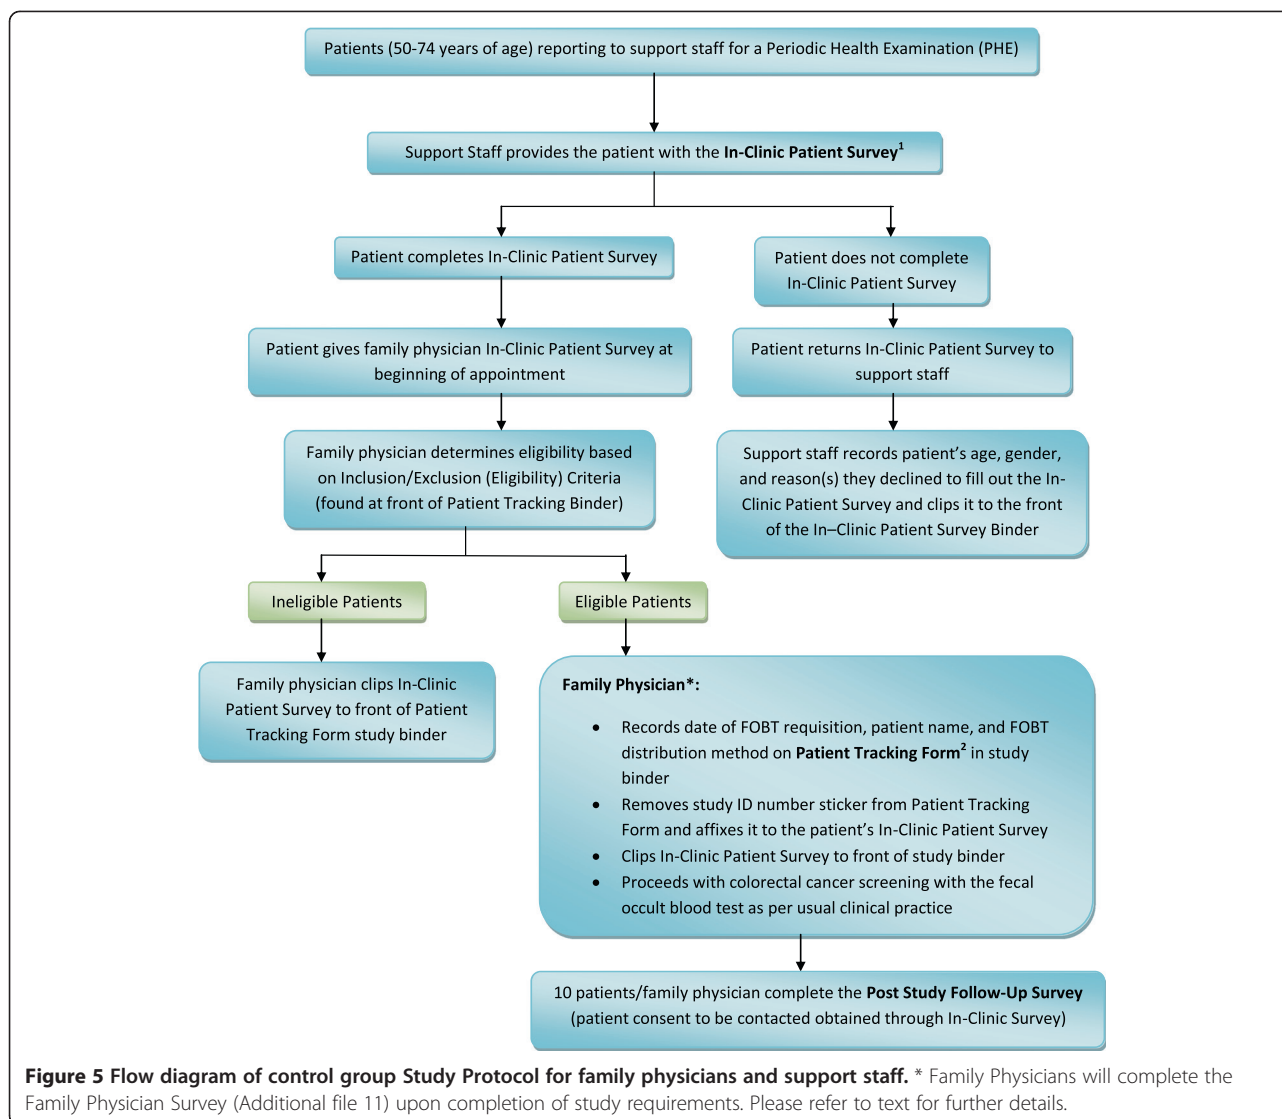 Patients (50-74 years of age) reporting to support staff for a Periodic Health Examination (PHE)
Support Staff provides the patient with the In-Clinic Patient Survey1
Patient completes In-Clinic Patient Survey
Patient does not complete
In-Clinic Patient Survey
Patient gives family physician In-Clinic Patient Survey at
beginning of appointment
Patient returns In-Clinic Patient Survey to
support staff
Family physician determines eligibility based
on Inclusion/Exclusion (Eligibility) Criteria
(found at front of Patient Tracking Binder)
Support staff records patient's age, gender,
and reason(s) they declined to fill out the In-
Clinic Patient Survey and clips it to the front
of the In–Clinic Patient Survey Binder
Ineligible Patients
Eligible Patients
Family physician clips In-Clinic
Patient Survey to front of Patient
Tracking Form study binder
Family Physician*:
• Records date of FOBT requisition, patient name, and FOBT
distribution method on Patient Tracking Form2 in study
binder
• Removes study ID number sticker from Patient Tracking
Form and affixes it to the patient's In-Clinic Patient Survey
• Clips In-Clinic Patient Survey to front of study binder
• Proceeds with colorectal cancer screening with the fecal
occult blood test as per usual clinical practice
10 patients/family physician complete the Post Study Follow-Up Survey
(patient consent to be contacted obtained through In-Clinic Survey)
Figure 5 Flow diagram of control group Study Protocol for family physicians and support staff. * Family Physicians will complete the
Family Physician Survey (Additional file 11) upon completion of study requirements. Please refer to text for further details.